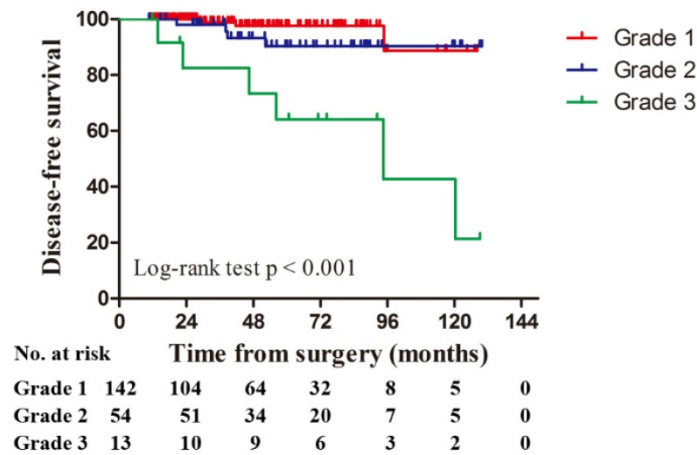 Disease-free survival
100
80
60
40
20
0
Log-rank test p < 0.001
0 24 48 72 96 120 144
Time from surgery (months)
Grade 1
Grade 2
Grade 3
No. at risk
Grade 1 142 104 64 32 8 5 0
Grade 2 54 51 34 20 7 5 0
Grade 3 13 10 9 6 3 2 0